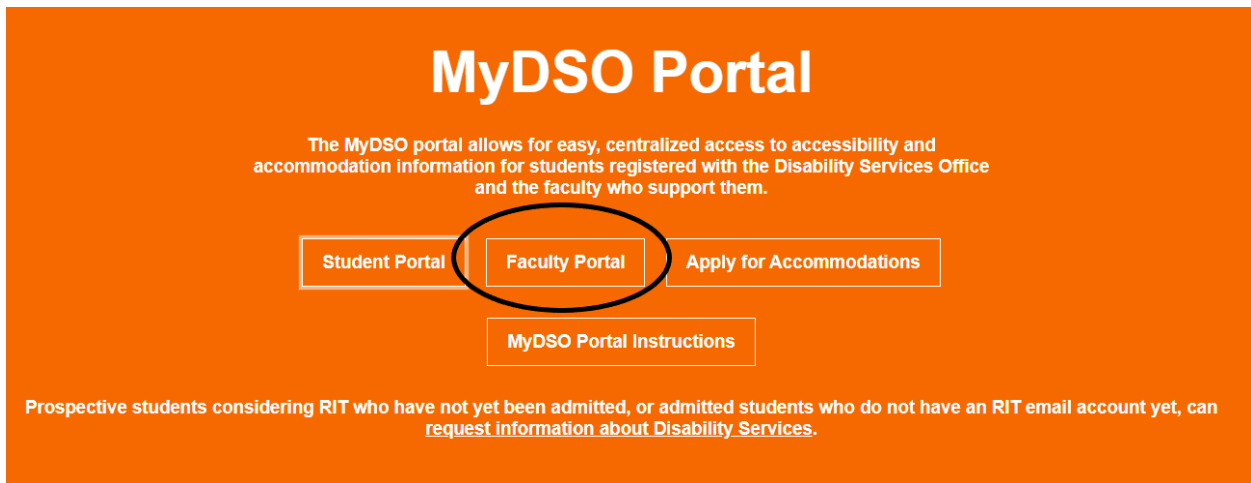 MyDSO Portal
The MyDSO portal allows for easy, centralized access to accessibility and
accommodation information for students registered with the Disability Services Office
and the faculty who support them.
Student Portal
Faculty Portal
Apply for Accommodations
MyDSO Portal Instructions
Prospective students considering RIT who have not yet been admitted, or admitted students who do not have an RIT email account yet, can
request information about Disability Services.